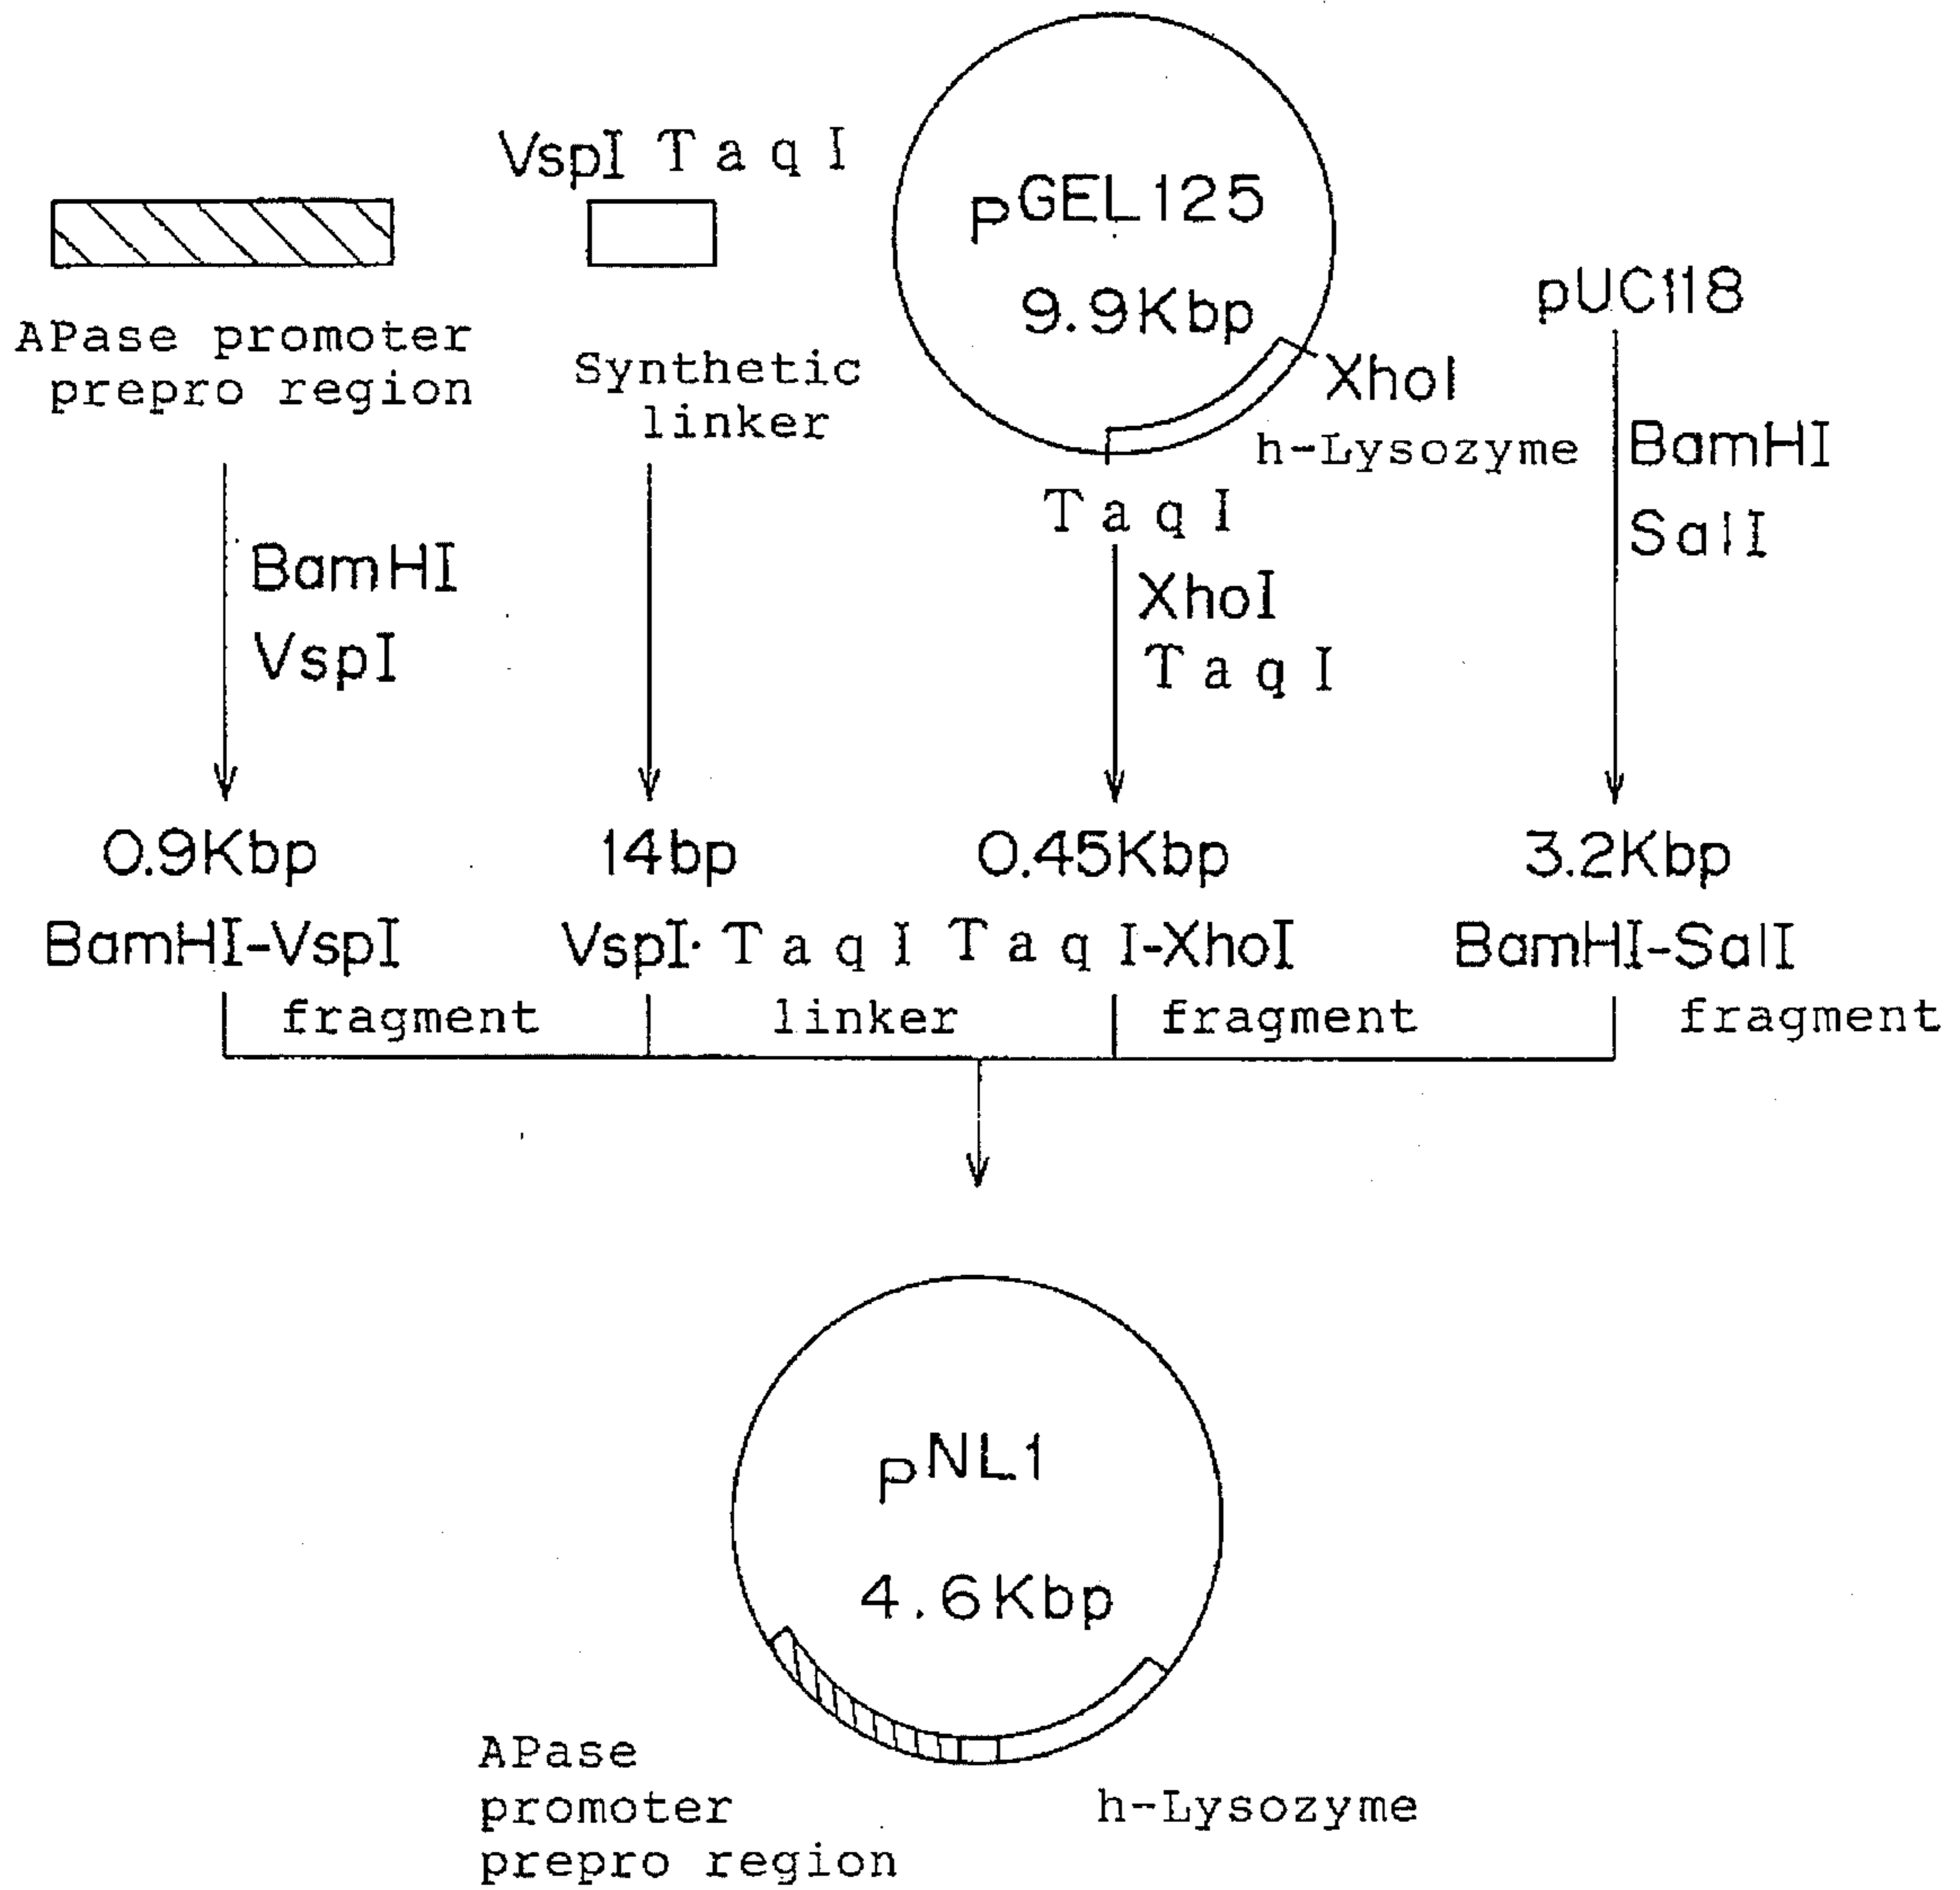 VspI TaqI
pGEL125
9.9Kbp
pUC118
APase promoter
prepro region
Synthetic
linker
XhoI
h-Lysozyme
TaqI
BamHI
SalI
BamHI
VspI
XhoI
TaqI
0.9Kbp
14bp
0.45Kbp
3.2Kbp
BamHI-VspI
VspI·TaqI
TaqI-XhoI
BamHI-SalI
fragment
linker
fragment
fragment
pNL1
4.6Kbp
APase
promoter
prepro region
h-Lysozyme